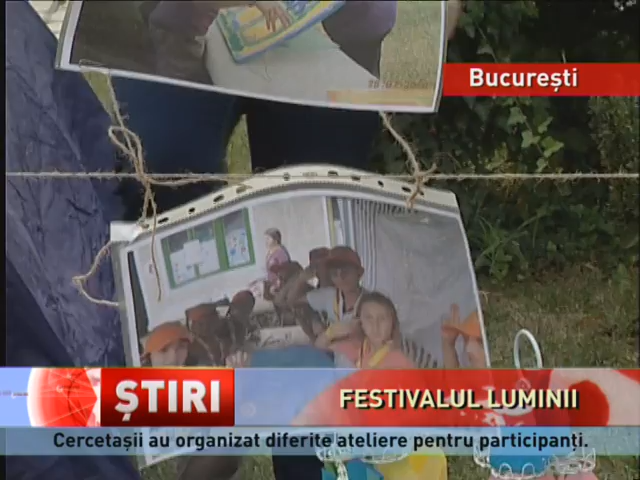 București
ȘTIRI
FESTIVALUL LUMINII
Cercetașii au organizat diferite ateliere pentru participanți.